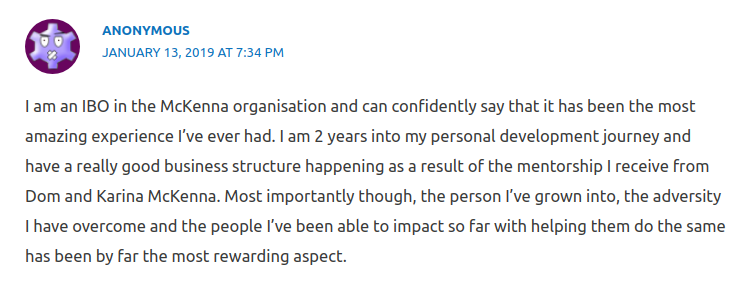 ANONYMOUS
JANUARY 13, 2019 AT 7:34 PM
I am an IBO in the McKenna organisation and can confidently say that it has been the most
amazing experience I've ever had. I am 2 years into my personal development journey and
have a really good business structure happening as a result of the mentorship I receive from
Dom and Karina McKenna. Most importantly though, the person I've grown into, the adversity
I have overcome and the people I've been able to impact so far with helping them do the same
has been by far the most rewarding aspect.